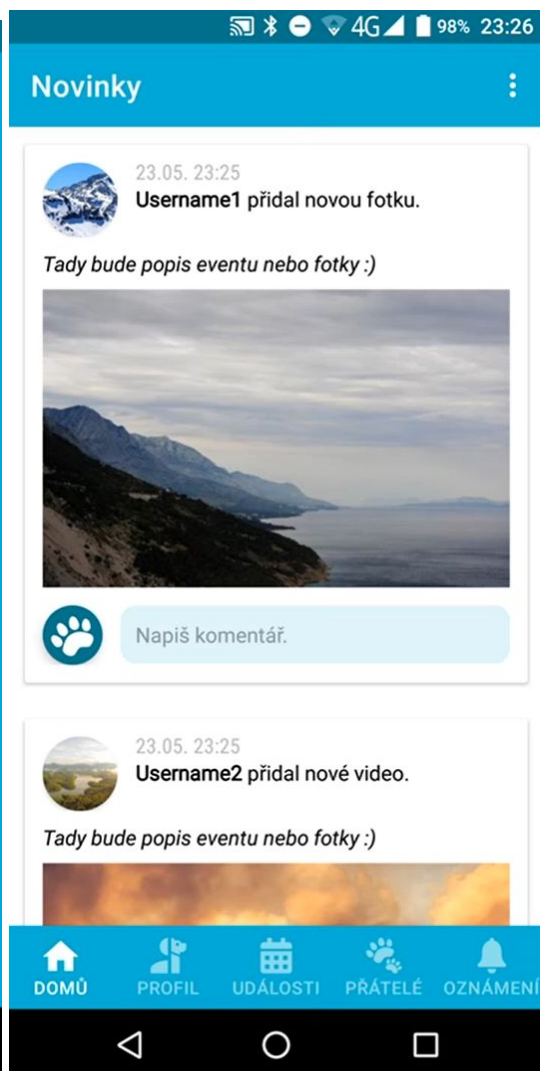 4G 98% 23:26
Novinky
23.05. 23:25
Username1 přidal novou fotku.
Tady bude popis eventu nebo fotky :)
Napiš komentář.
23.05. 23:25
Username2 přidal nové video.
Tady bude popis eventu nebo fotky :)
DOMŮ PROFIL UDÁLOSTI PŘÁTELÉ OZNÁMENÍ